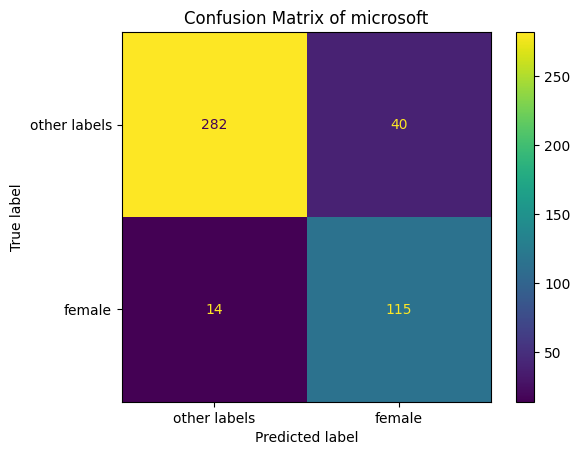 Confusion Matrix of microsoft
True label
other labels
282
40
female
14
115
other labels
female
Predicted label
250
200
150
100
50